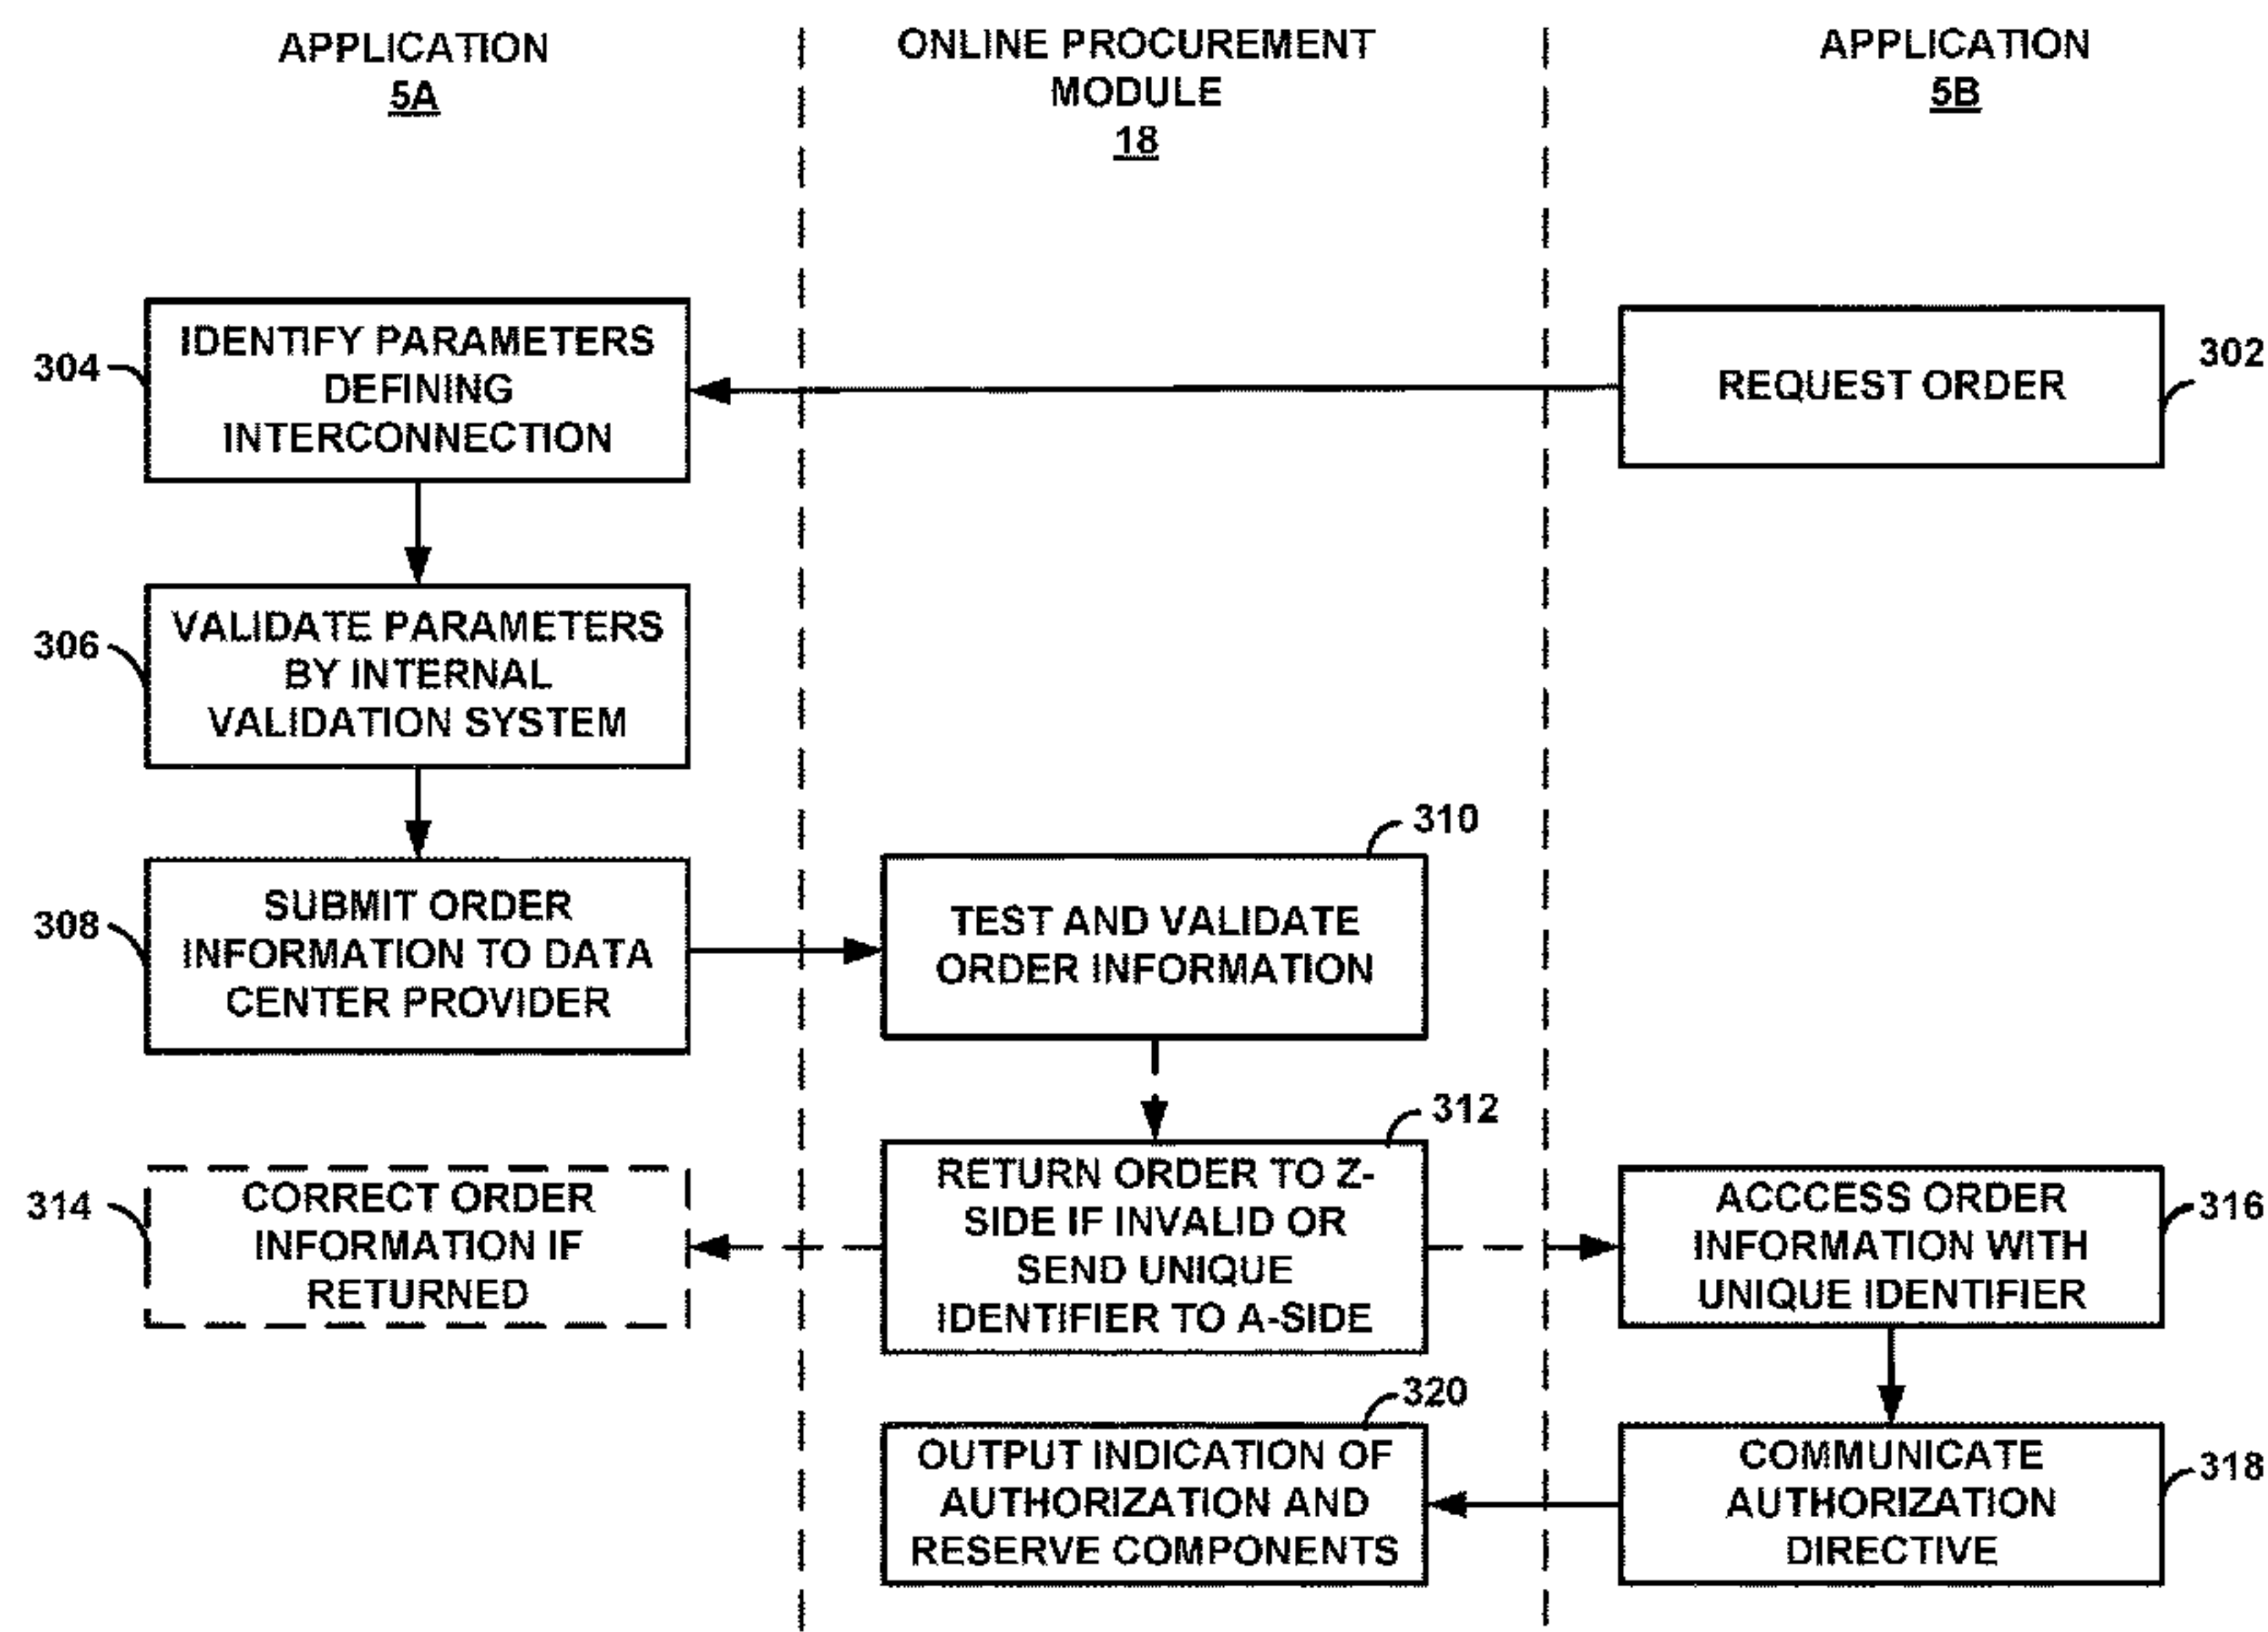 APPLICATION
5A
ONLINE PROCUREMENT
MODULE
18
APPLICATION
5B
304
IDENTIFY PARAMETERS
DEFINING
INTERCONNECTION
REQUEST ORDER
302
306
VALIDATE PARAMETERS
BY INTERNAL
VALIDATION SYSTEM
308
SUBMIT ORDER
INFORMATION TO DATA
CENTER PROVIDER
310
TEST AND VALIDATE
ORDER INFORMATION
312
RETURN ORDER TO Z-
SIDE IF INVALID OR
SEND UNIQUE
IDENTIFIER TO A-SIDE
314
CORRECT ORDER
INFORMATION IF
RETURNED
ACCCESS ORDER
INFORMATION WITH
UNIQUE IDENTIFIER
316
320
OUTPUT INDICATION OF
AUTHORIZATION AND
RESERVE COMPONENTS
COMMUNICATE
AUTHORIZATION
DIRECTIVE
318